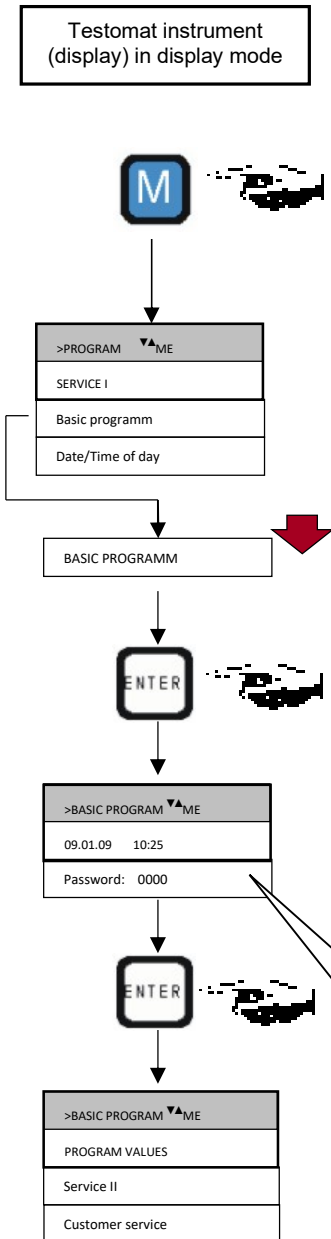 Testomat instrument
(display) in display mode
M
>PROGRAM ▼▲ME
SERVICE I
Basic programm
Date/Time of day
BASIC PROGRAMM
ENTER
>BASIC PROGRAM ▼▲ME
09.01.09 10:25
Password: 0000
ENTER
>BASIC PROGRAM ▼▲ME
PROGRAM VALUES
Service II
Customer service